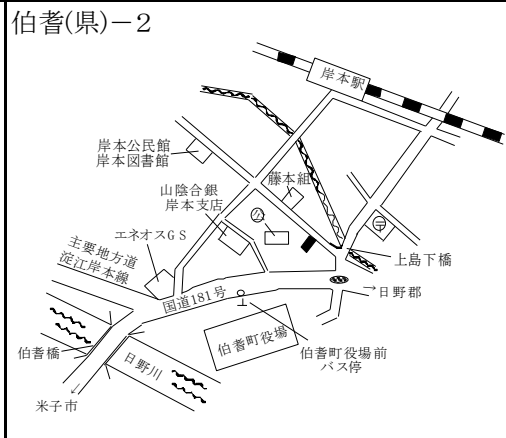 伯耆(県)－2
岸本駅
岸本公民館
岸本図書館
藤本組
山陰合銀
岸本支店
公
エネオスGS
主要地方道
淀江岸本線
上島下橋
国道181号
→日野郡
伯耆町役場
伯耆町役場前
バス停
伯耆橋
日野川
米子市